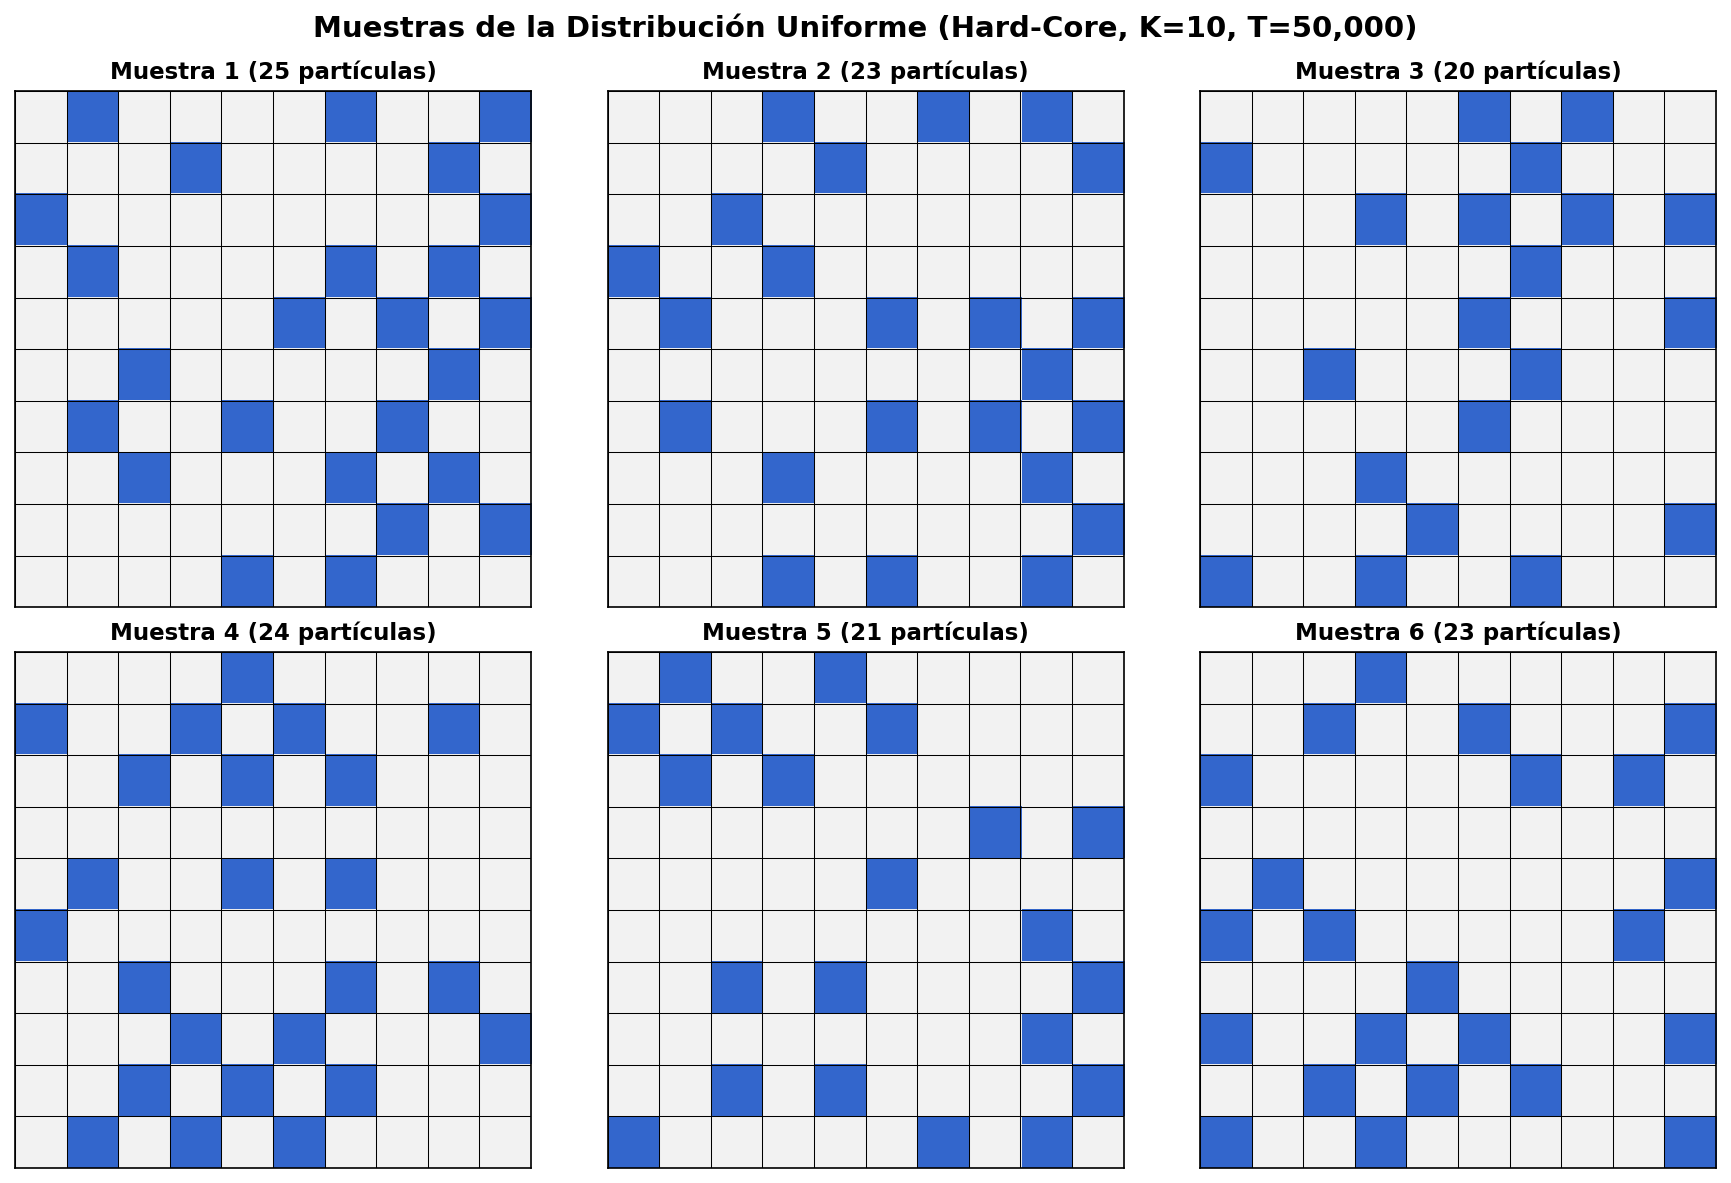 Muestras de la Distribución Uniforme (Hard-Core, K=10, T=50,000)
Muestra 1 (25 partículas)
Muestra 2 (23 partículas)
Muestra 3 (20 partículas)
Muestra 4 (24 partículas)
Muestra 5 (21 partículas)
Muestra 6 (23 partículas)